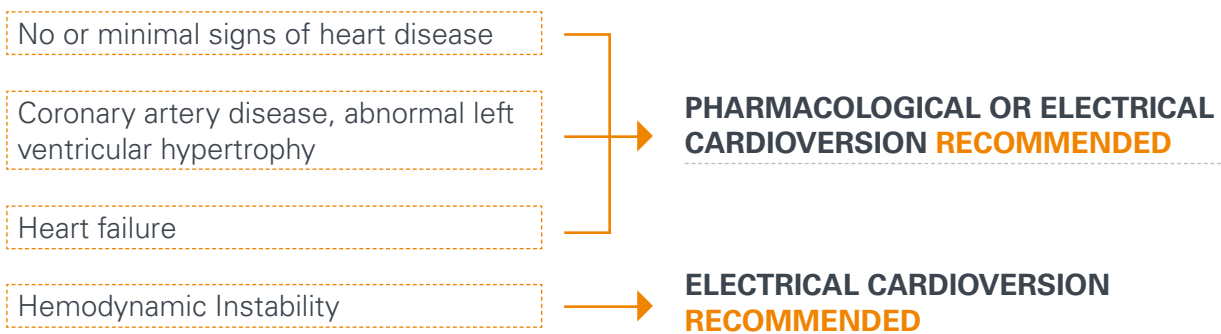 No or minimal signs of heart disease
Coronary artery disease, abnormal left
ventricular hypertrophy
Heart failure
PHARMACOLOGICAL OR ELECTRICAL
CARDIOVERSION RECOMMENDED
Hemodynamic Instability
ELECTRICAL CARDIOVERSION
RECOMMENDED